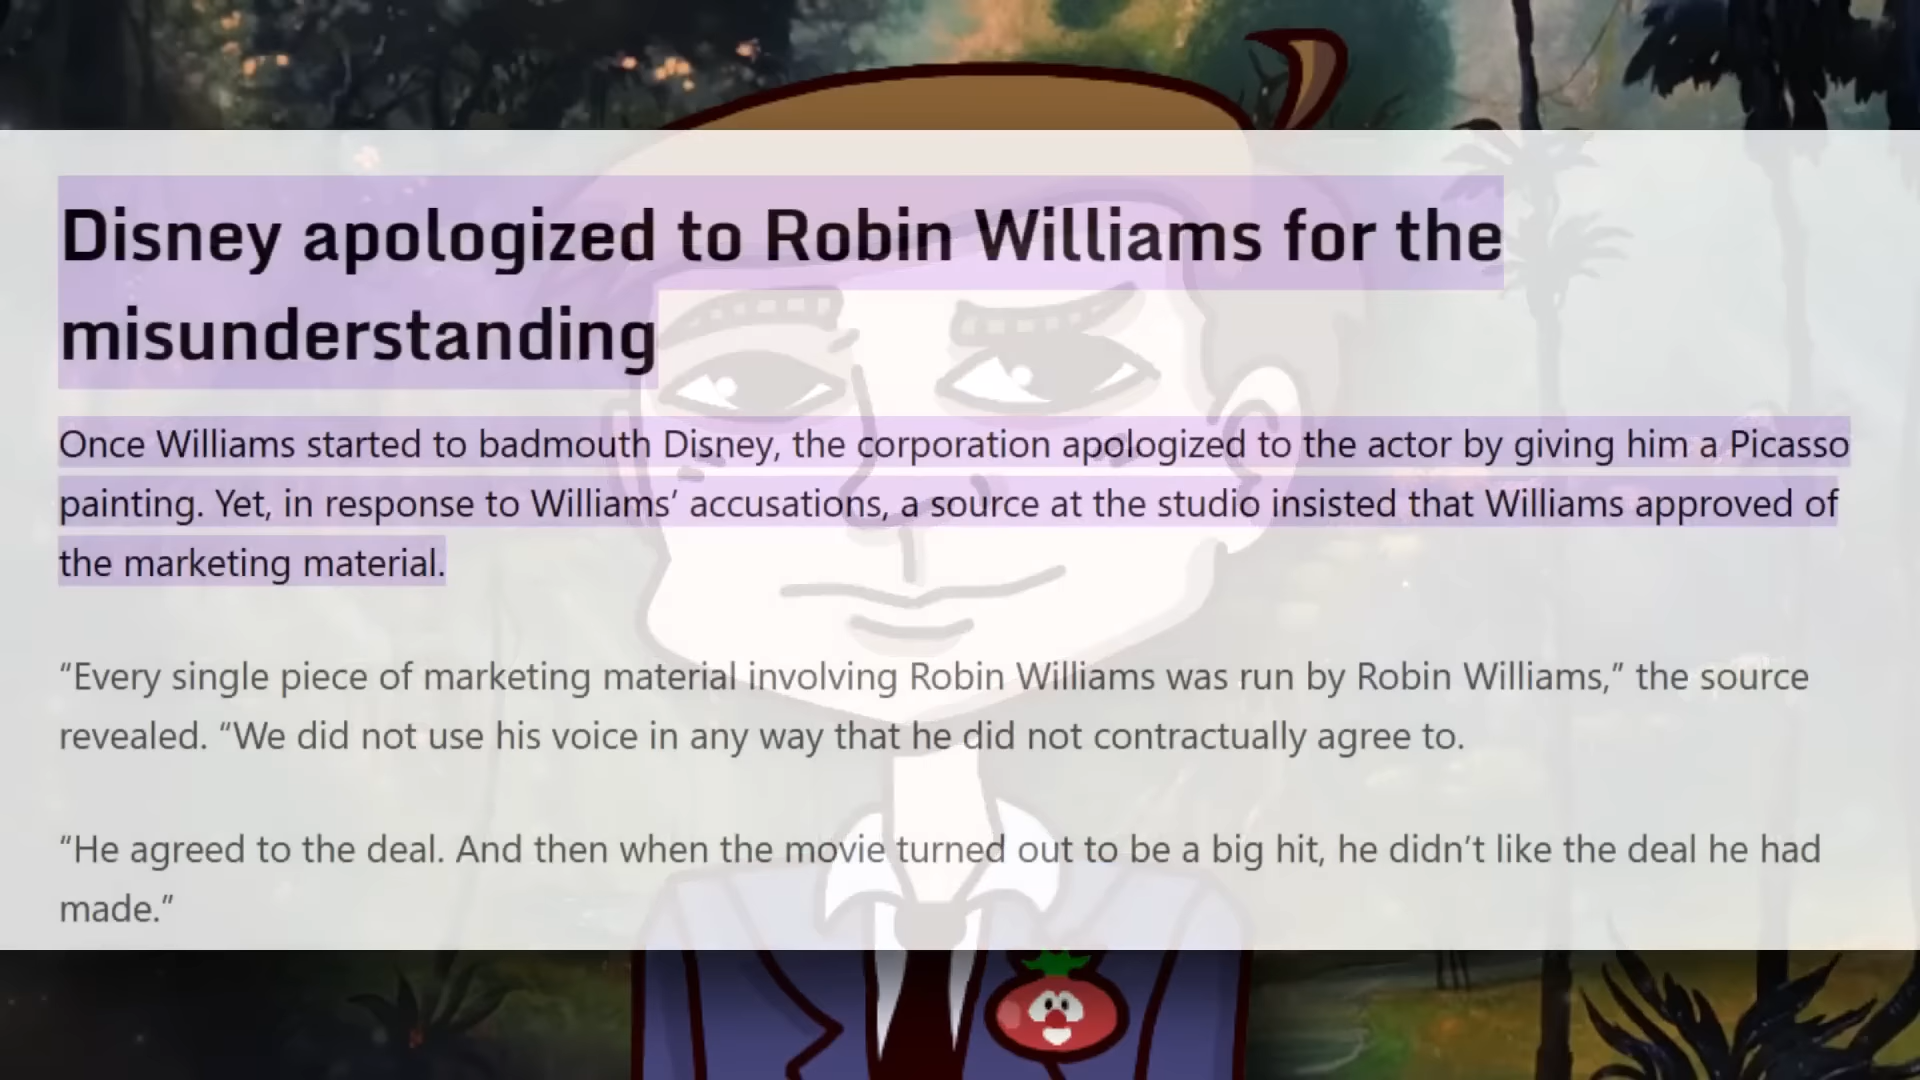 Disney apologized to Robin Williams for the
misunderstanding
Once Williams started to badmouth Disney, the corporation apologized to the actor by giving him a Picasso
painting. Yet, in response to Williams’ accusations, a source at the studio insisted that Williams approved of
the marketing material.
“Every single piece of marketing material involving Robin Williams was run by Robin Williams,” the source
revealed. “We did not use his voice in any way that he did not contractually agree to.
“He agreed to the deal. And then when the movie turned out to be a big hit, he didn’t like the deal he had
made.”